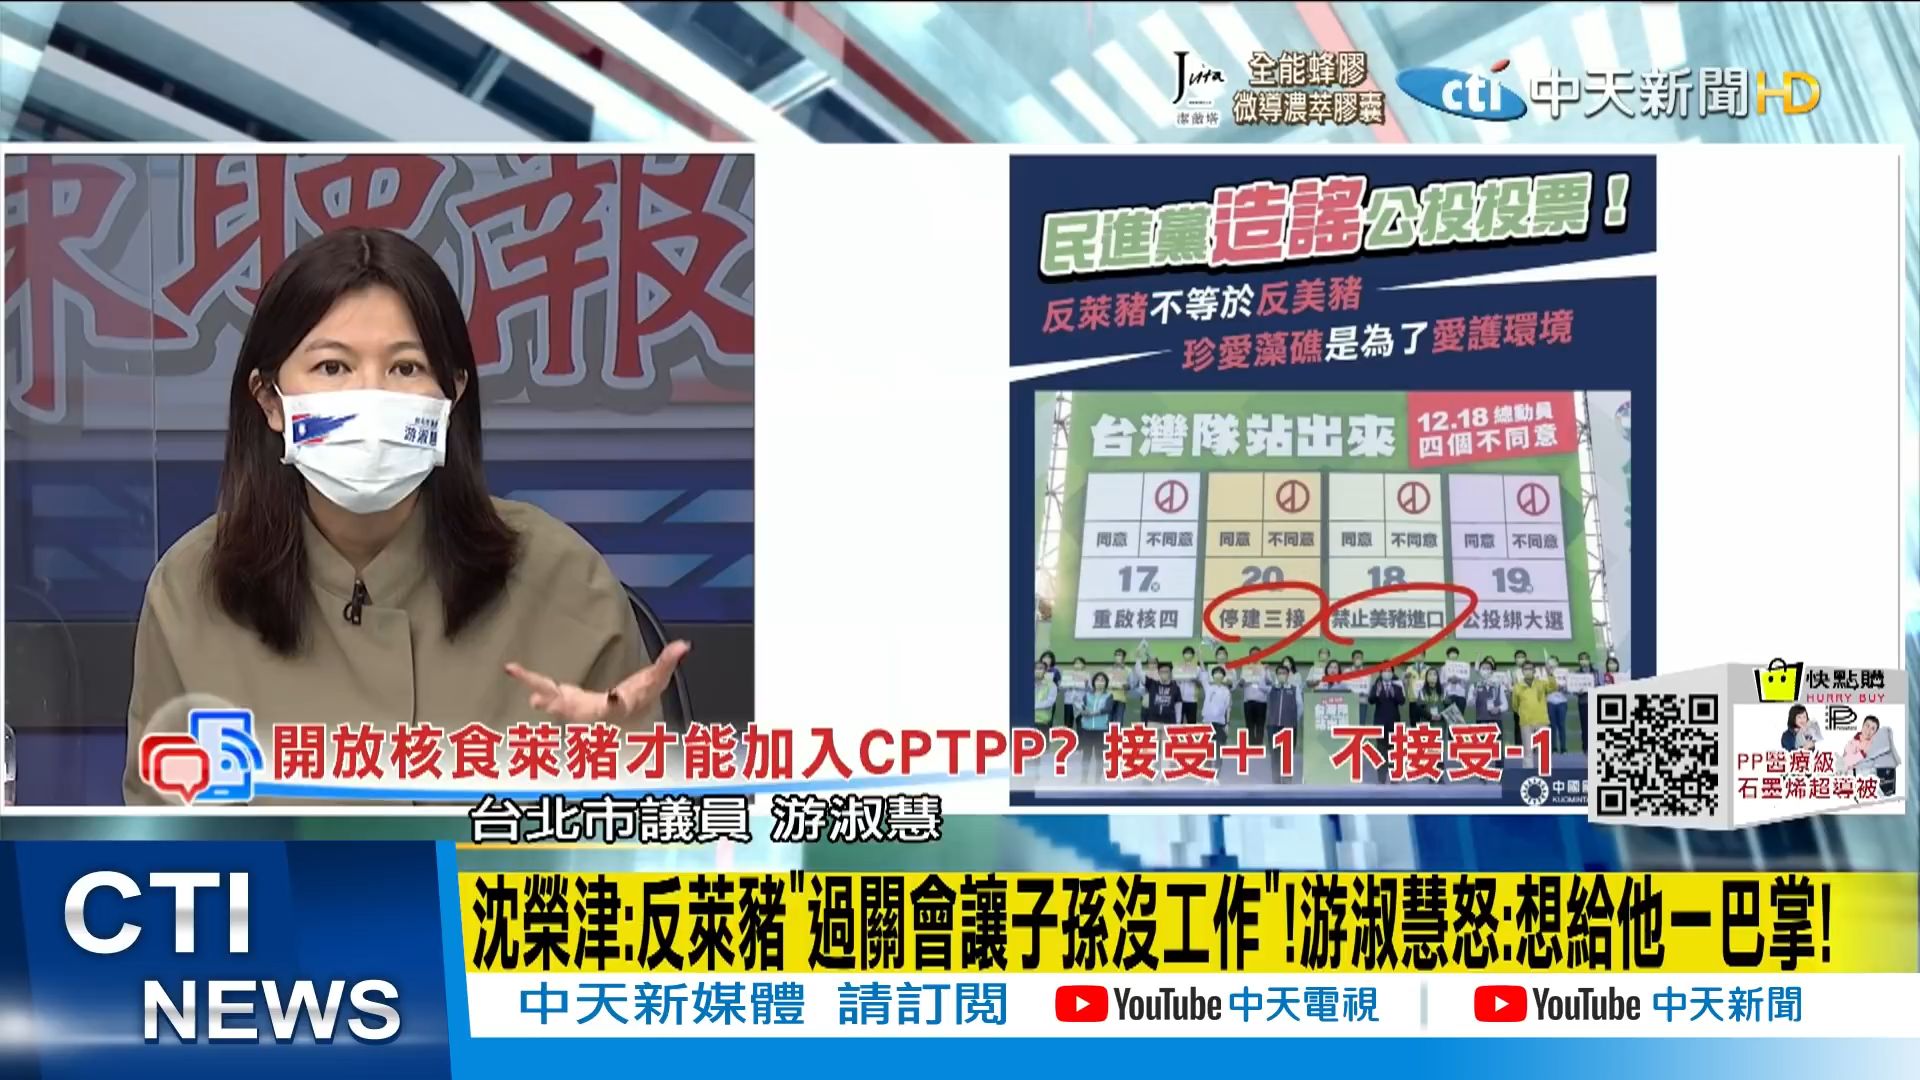 Jvita
潔敵塔
全能蜂膠
微導濃萃膠囊
cti 中天新聞HD
民進黨造謠公投投票！
反萊豬不等於反美豬
珍愛藻礁是為了愛護環境
台灣隊站出來
12.18 總動員
四個不同意
同意 不同意 同意 不同意 同意 不同意 同意 不同意
17 20 18 19
重啟核四 停建三接 禁止美豬進口 公投綁大選
游淑慧
快點購
HURRY BUY
PP醫療級
石墨烯超導被
開放核食萊豬才能加入CPTPP? 接受+1 不接受-1
台北市議員 游淑慧
CTI
NEWS
沈榮津:反萊豬"過關會讓子孫沒工作"!游淑慧怒:想給他一巴掌!
中天新媒體 請訂閱 YouTube 中天電視 YouTube 中天新聞